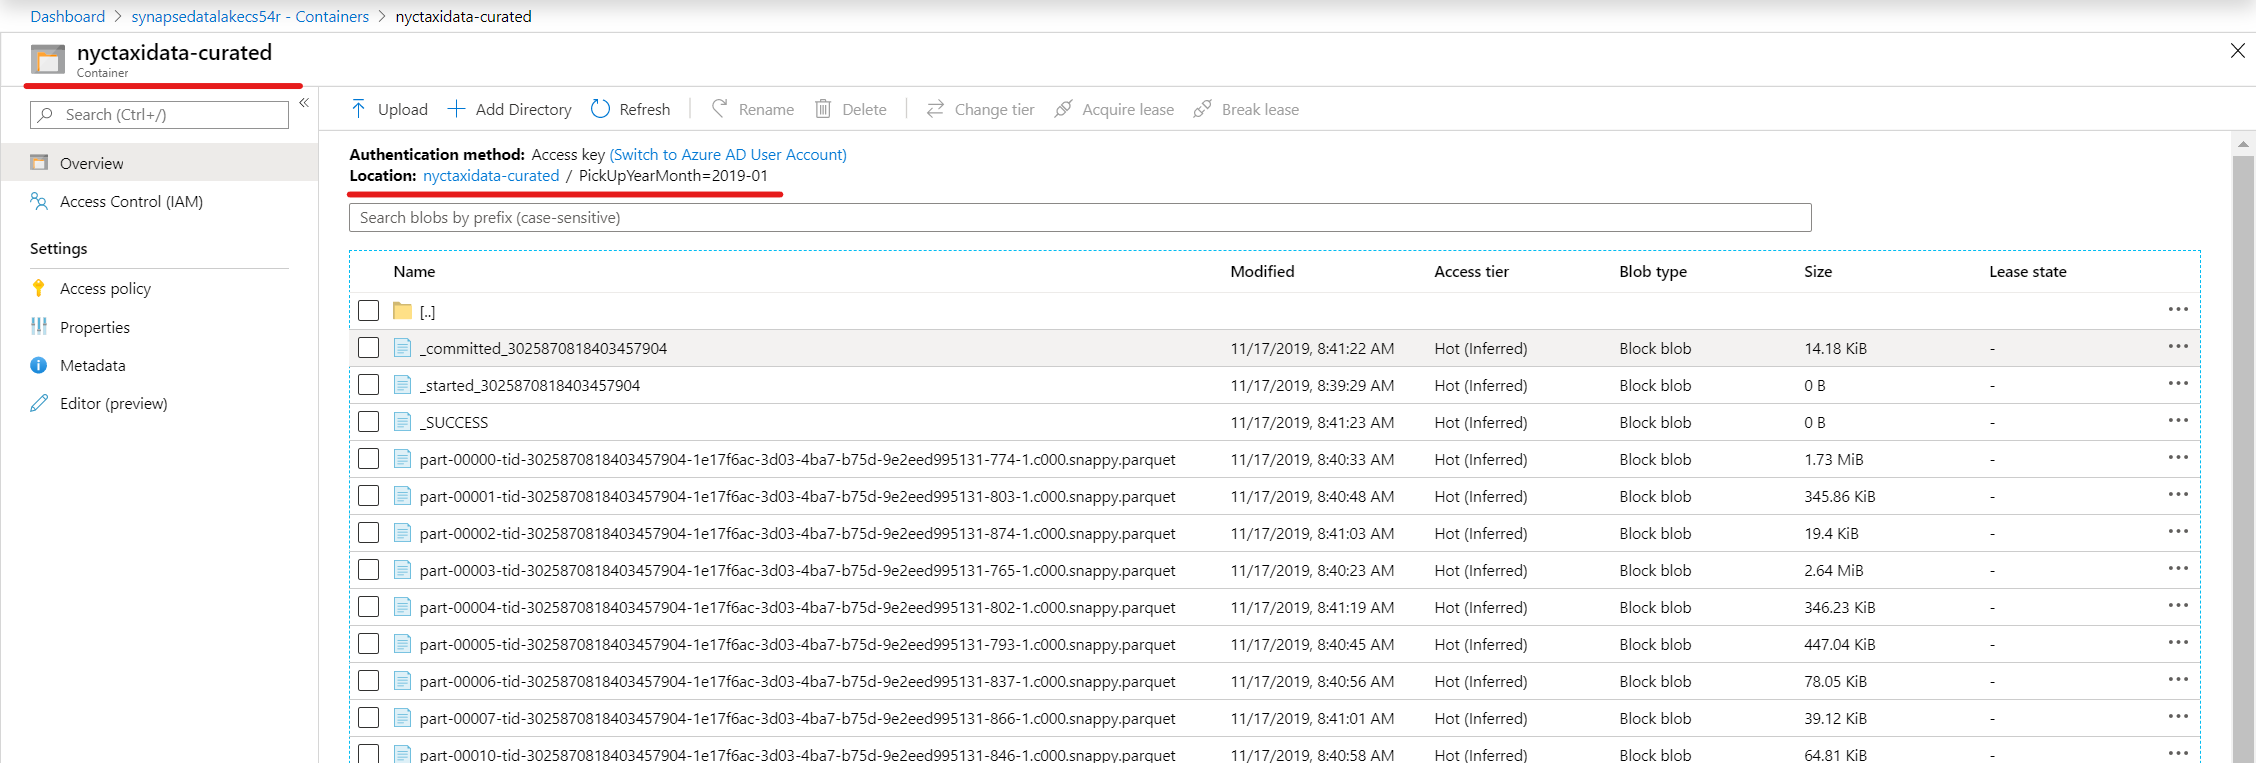 Dashboard > synapsedatalakecs54r - Containers > nyctaxidata-curated
nyctaxidata-curated
Container
Search (Ctrl+/)
«
Overview
Access Control (IAM)
Settings
Access policy
Properties
Metadata
Editor (preview)
Upload Add Directory Refresh Rename Delete Change tier Acquire lease Break lease
Authentication method: Access key (Switch to Azure AD User Account)
Location: nyctaxidata-curated / PickUpYearMonth=2019-01
Search blobs by prefix (case-sensitive)
Name Modified Access tier Blob type Size Lease state
[..]
_committed_3025870818403457904 11/17/2019, 8:41:22 AM Hot (Inferred) Block blob 14.18 KiB -
_started_3025870818403457904 11/17/2019, 8:39:29 AM Hot (Inferred) Block blob 0 B -
_SUCCESS 11/17/2019, 8:41:23 AM Hot (Inferred) Block blob 0 B -
part-00000-tid-3025870818403457904-1e17f6ac-3d03-4ba7-b75d-9e2eed995131-774-1.c000.snappy.parquet 11/17/2019, 8:40:33 AM Hot (Inferred) Block blob 1.73 MiB -
part-00001-tid-3025870818403457904-1e17f6ac-3d03-4ba7-b75d-9e2eed995131-803-1.c000.snappy.parquet 11/17/2019, 8:40:48 AM Hot (Inferred) Block blob 345.86 KiB -
part-00002-tid-3025870818403457904-1e17f6ac-3d03-4ba7-b75d-9e2eed995131-874-1.c000.snappy.parquet 11/17/2019, 8:41:03 AM Hot (Inferred) Block blob 19.4 KiB -
part-00003-tid-3025870818403457904-1e17f6ac-3d03-4ba7-b75d-9e2eed995131-765-1.c000.snappy.parquet 11/17/2019, 8:40:23 AM Hot (Inferred) Block blob 2.64 MiB -
part-00004-tid-3025870818403457904-1e17f6ac-3d03-4ba7-b75d-9e2eed995131-802-1.c000.snappy.parquet 11/17/2019, 8:41:19 AM Hot (Inferred) Block blob 346.23 KiB -
part-00005-tid-3025870818403457904-1e17f6ac-3d03-4ba7-b75d-9e2eed995131-793-1.c000.snappy.parquet 11/17/2019, 8:40:45 AM Hot (Inferred) Block blob 447.04 KiB -
part-00006-tid-3025870818403457904-1e17f6ac-3d03-4ba7-b75d-9e2eed995131-837-1.c000.snappy.parquet 11/17/2019, 8:40:56 AM Hot (Inferred) Block blob 78.05 KiB -
part-00007-tid-3025870818403457904-1e17f6ac-3d03-4ba7-b75d-9e2eed995131-866-1.c000.snappy.parquet 11/17/2019, 8:41:01 AM Hot (Inferred) Block blob 39.12 KiB -
part-00010-tid-3025870818403457904-1e17f6ac-3d03-4ba7-b75d-9e2eed995131-846-1.c000.snappy.parquet 11/17/2019, 8:40:58 AM Hot (Inferred) Block blob 64.81 KiB -